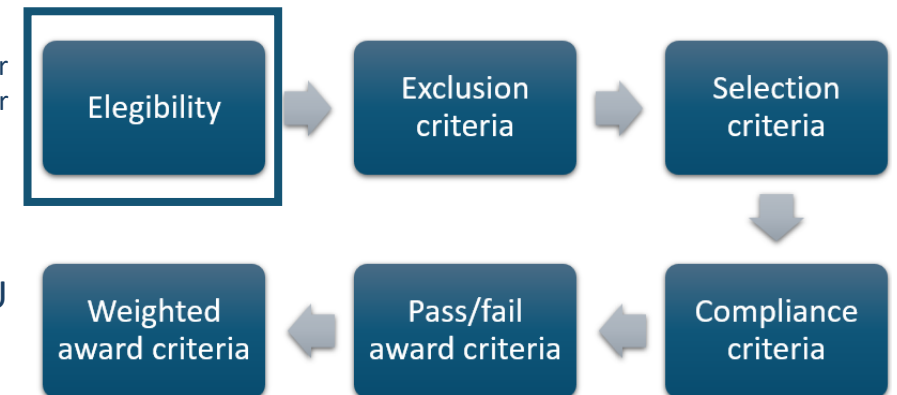 r
r
Elegibility
Exclusion
criteria
Selection
criteria
U
Weighted
award criteria
Pass/fail
award criteria
Compliance
criteria